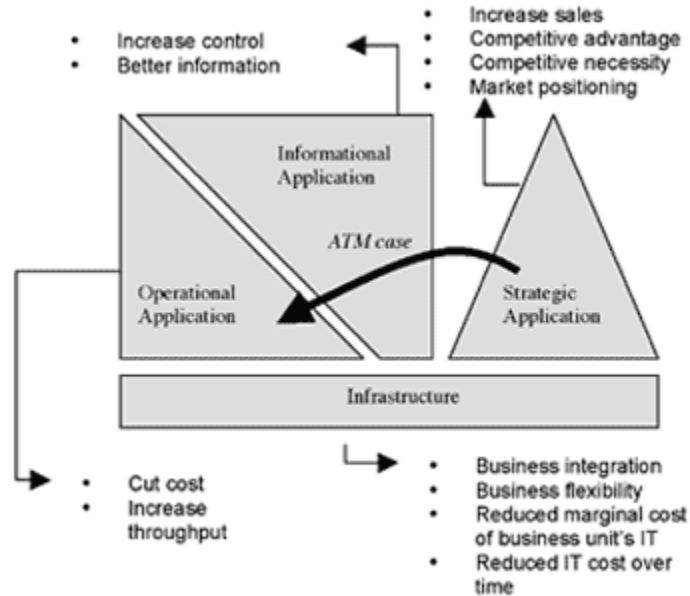 • Increase control
• Better information
• Increase sales
• Competitive advantage
• Competitive necessity
• Market positioning
Informational
Application
ATM case
Operational
Application
Strategic
Application
Infrastructure
• Cut cost
• Increase
throughput
• Business integration
• Business flexibility
• Reduced marginal cost
of business unit's IT
• Reduced IT cost over
time